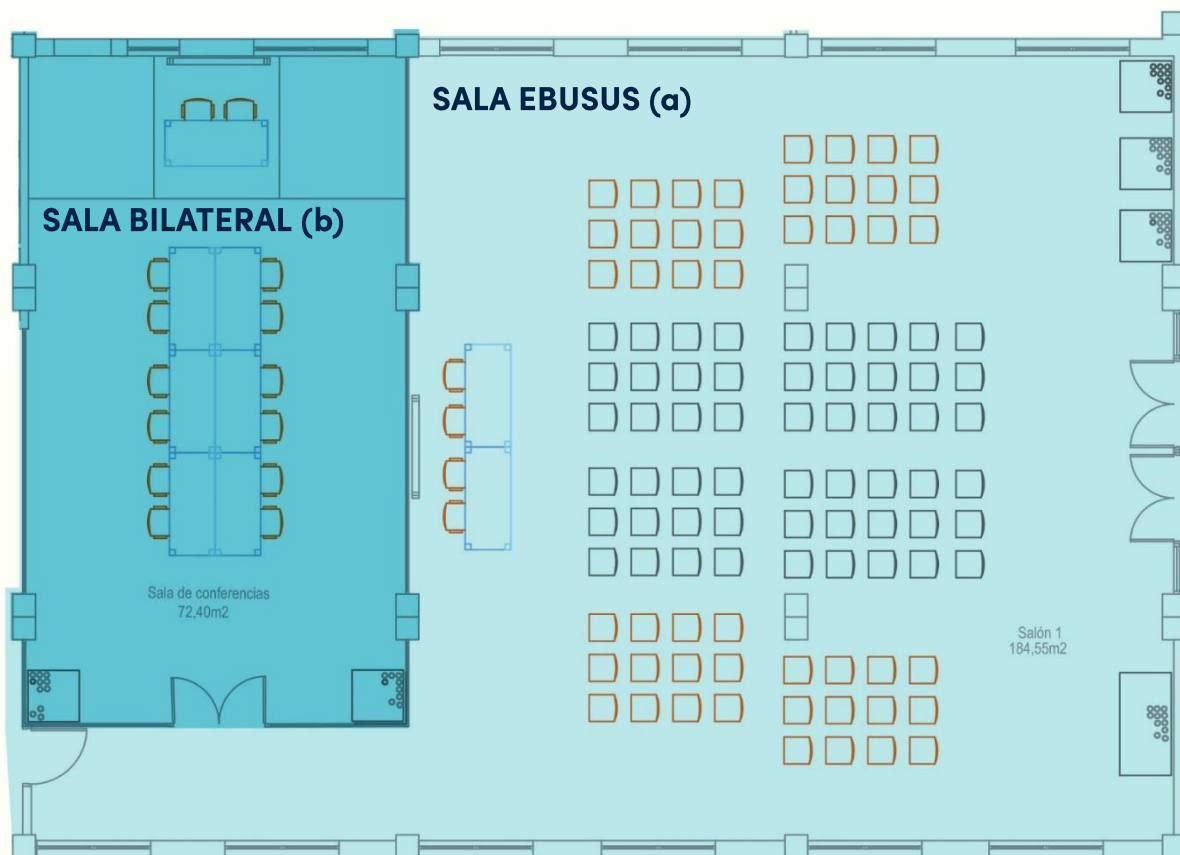 SALA EBUSUS (a)
SALA BILATERAL (b)
Sala de conferencias
72,40m2
Salón 1
184,55m2